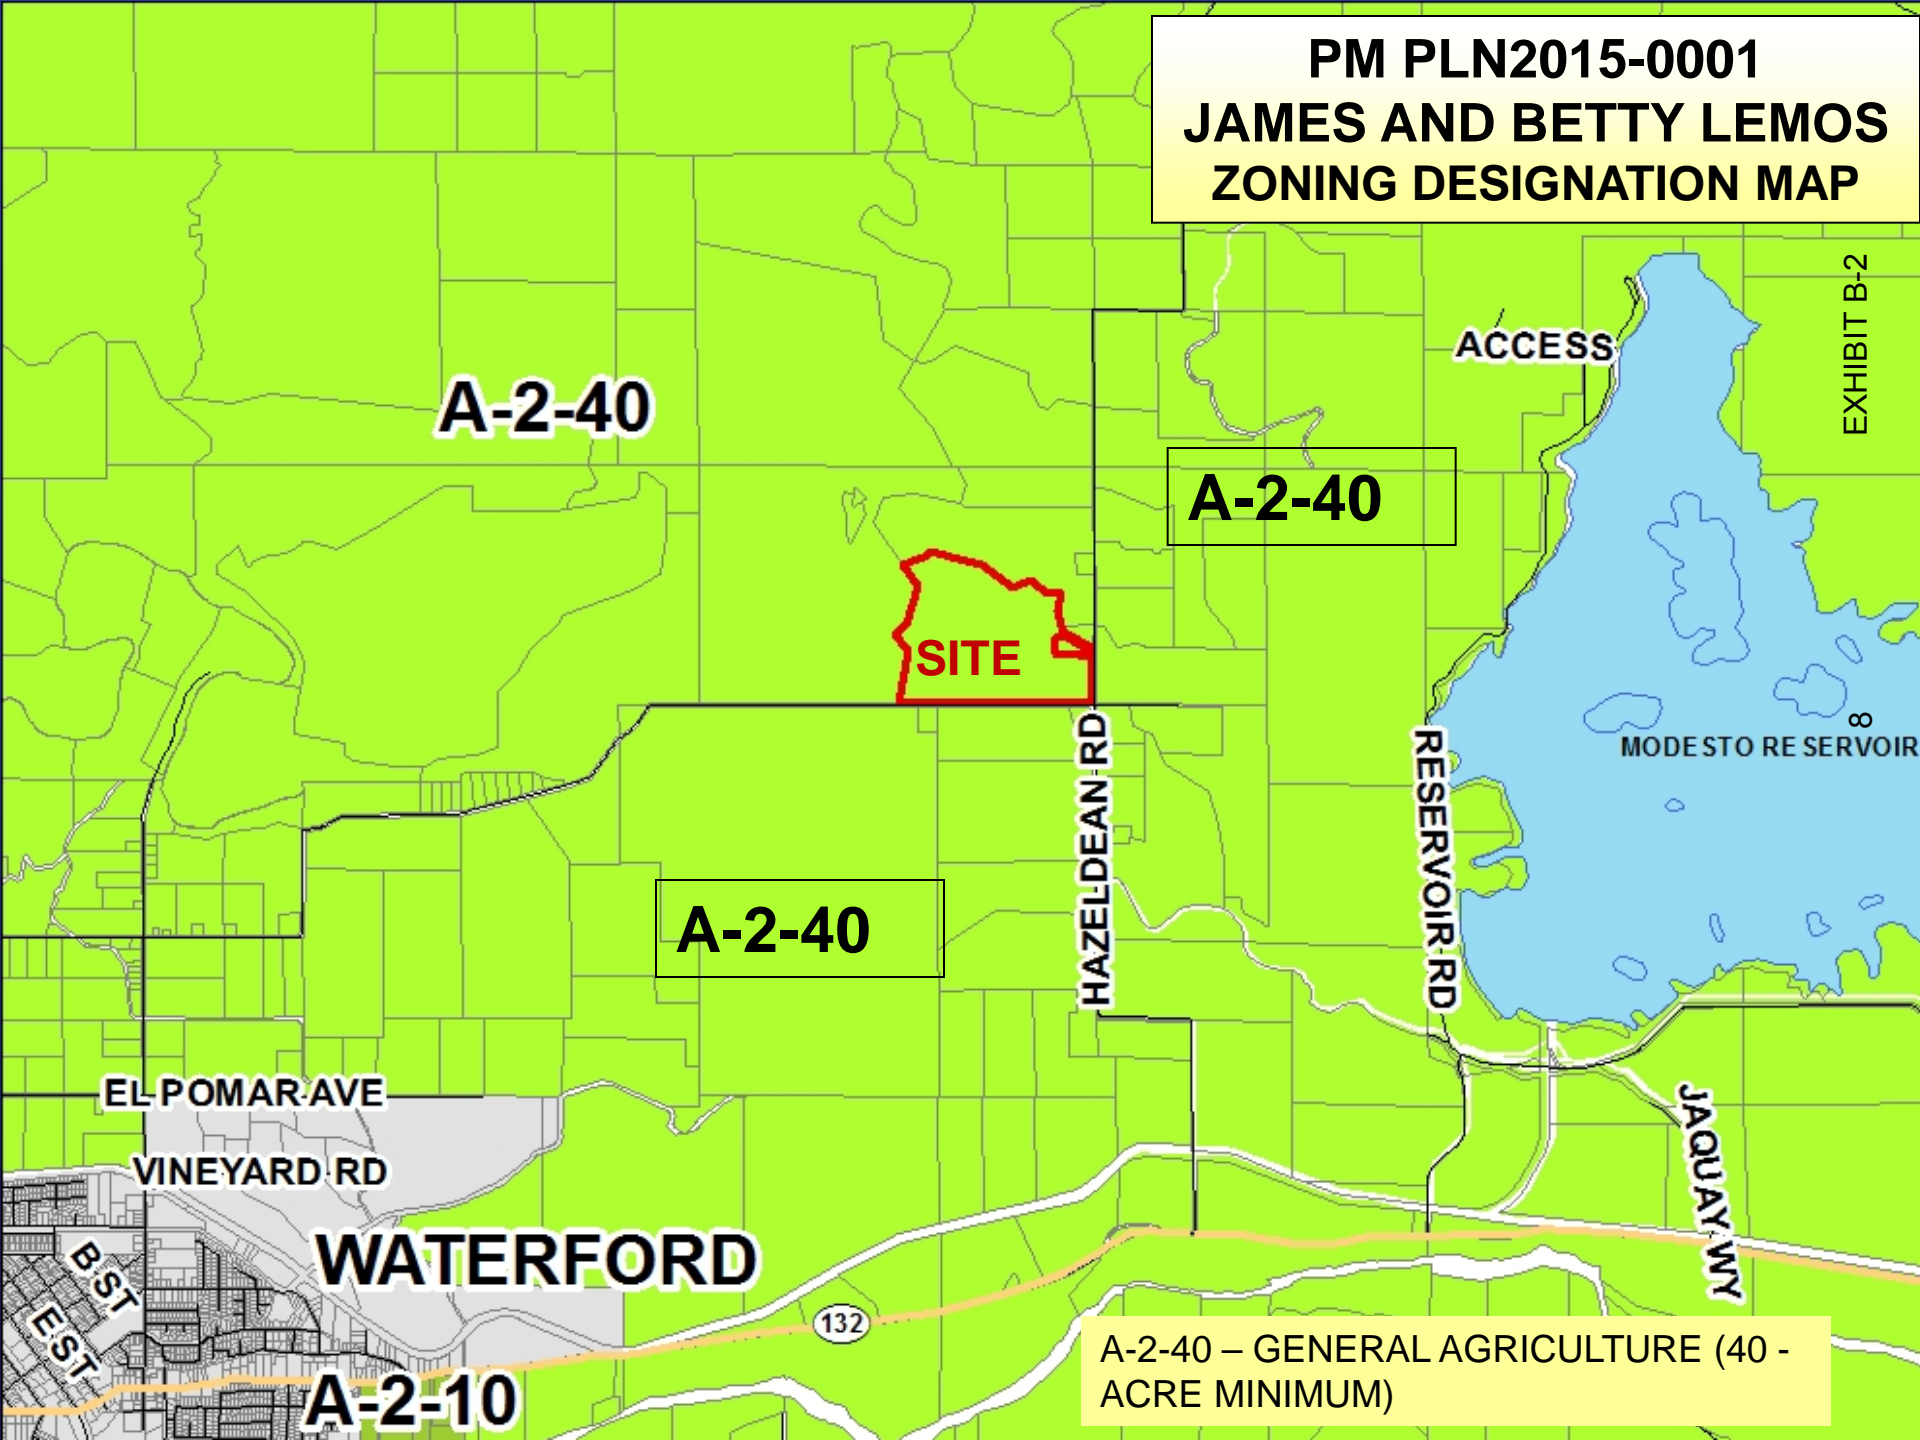 PM PLN2015-0001
JAMES AND BETTY LEMOS
ZONING DESIGNATION MAP
EXHIBIT B-2
ACCESS
A-2-40
A-2-40
SITE
HAZELDEAN RD
RESERVOIR RD
8
MODESTO RESERVOIR
A-2-40
EL POMAR AVE
VINEYARD RD
JAQUAY WY
WATERFORD
B ST
E ST
132
A-2-10
A-2-40 – GENERAL AGRICULTURE (40 -
ACRE MINIMUM)